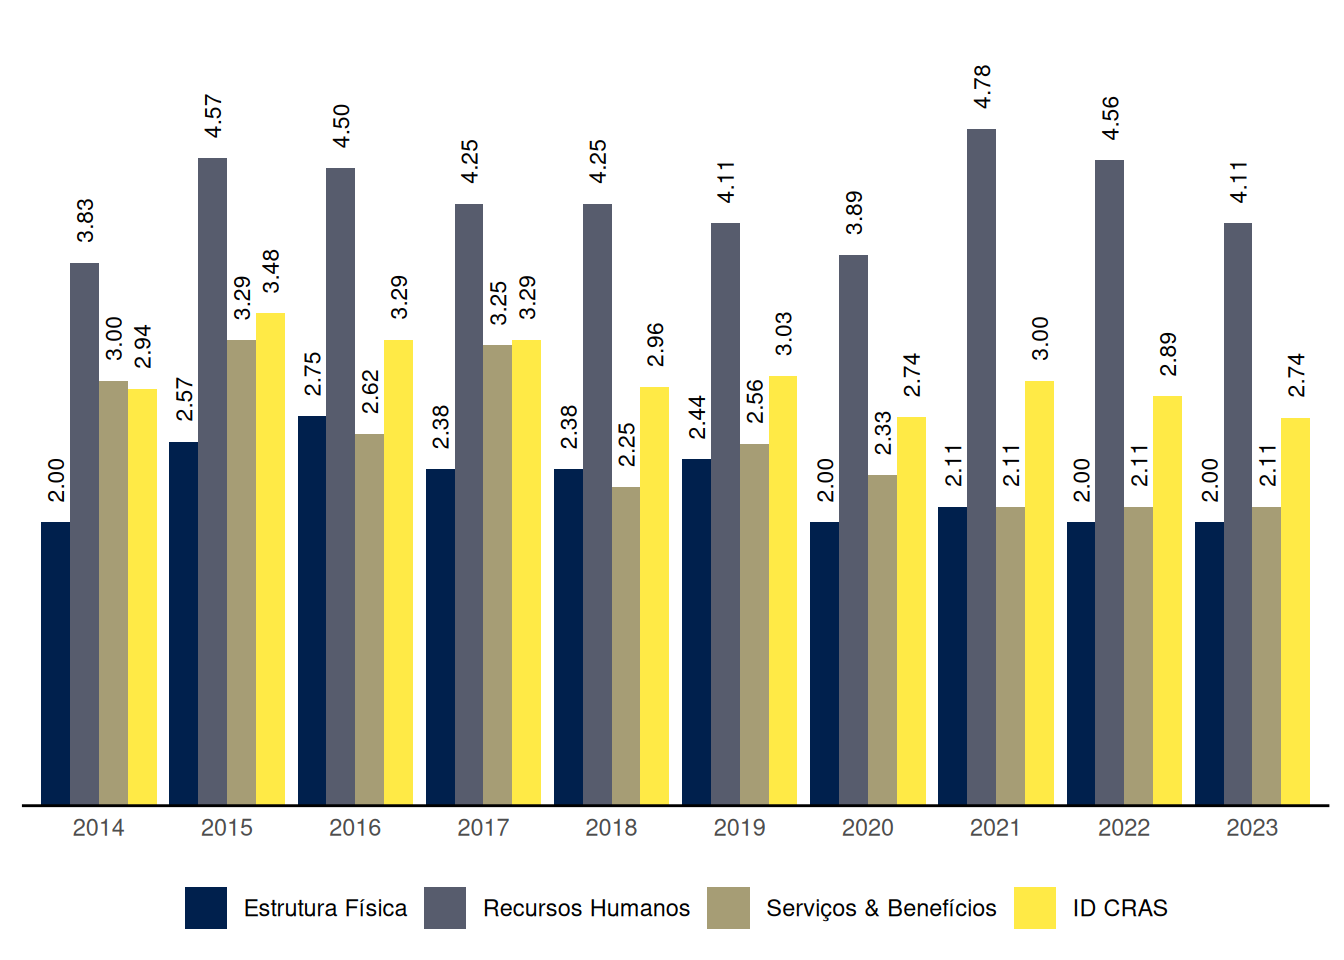 2.00 3.83 3.00 2.94
2.57 4.57 3.29 3.48
2.75 4.50 2.62 3.29
2.38 4.25 3.25 3.29
2.38 4.25 2.25 2.96
2.44 4.11 2.56 3.03
2.00 3.89 2.33 2.74
2.11 4.78 2.11 3.00
2.00 4.56 2.11 2.89
2.00 4.11 2.11 2.74
2014 2015 2016 2017 2018 2019 2020 2021 2022 2023
Estrutura Física Recursos Humanos Serviços & Benefícios ID CRAS